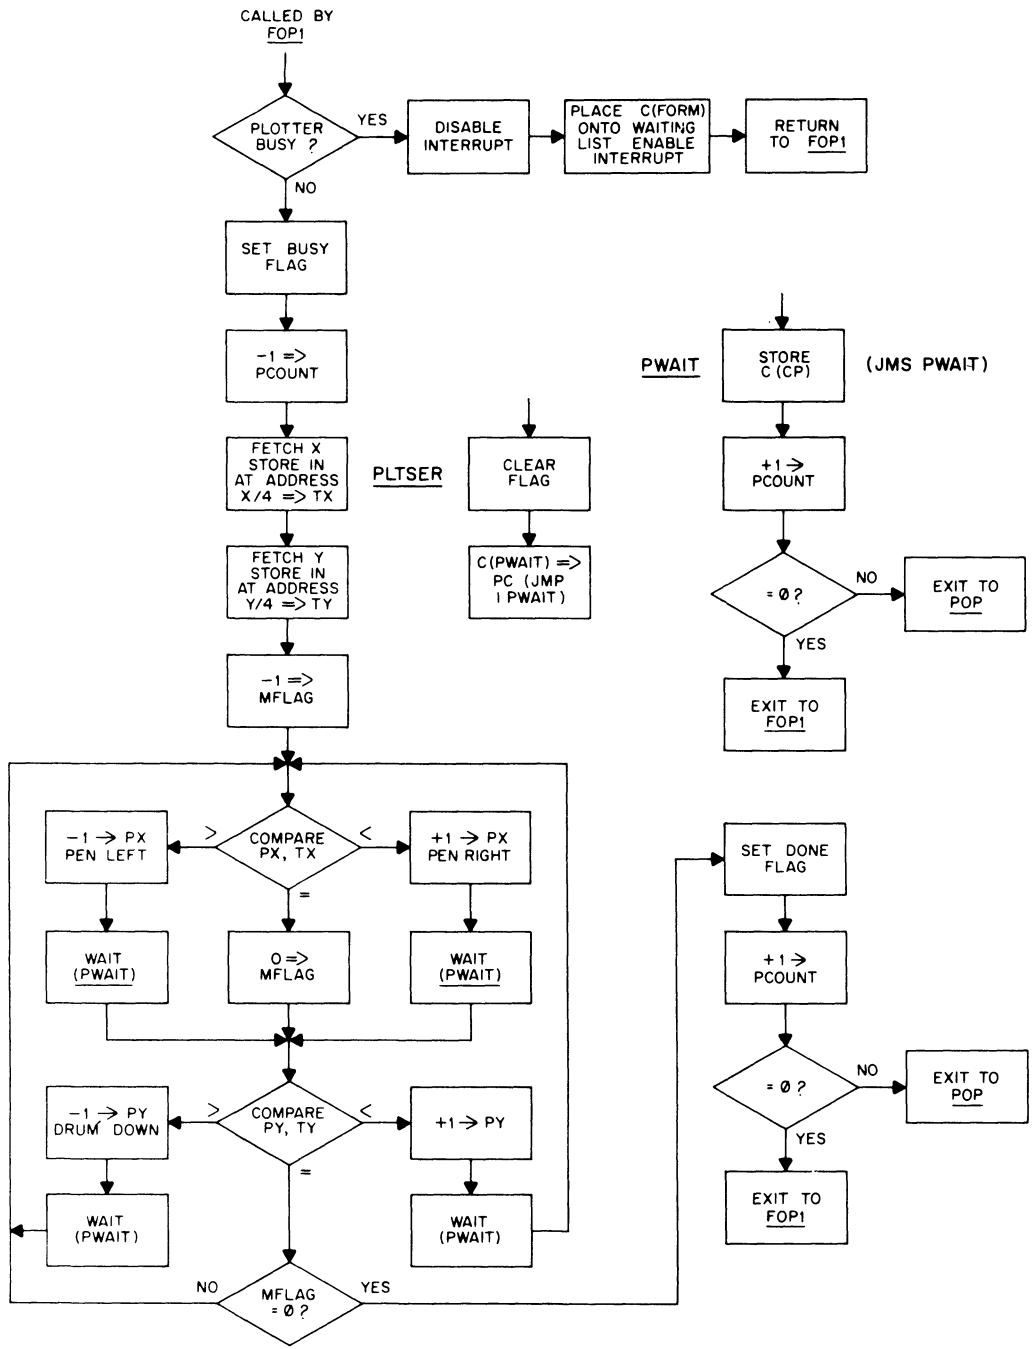 CALLED BY
FOP1
PLOTTER
BUSY ?
YES
DISABLE
INTERRUPT
PLACE C(FORM)
ONTO WAITING
LIST ENABLE
INTERRUPT
RETURN
TO FOP1
NO
SET BUSY
FLAG
-1 =>
PCOUNT
FETCH X
STORE IN
AT ADDRESS
X/4 => TX
FETCH Y
STORE IN
AT ADDRESS
Y/4 => TY
-1 =>
MFLAG
PLTSER
CLEAR
FLAG
C(PWAIT) =>
PC (JMP
I PWAIT)
PWAIT
STORE
C(CP)
(JMS PWAIT)
+1 →
PCOUNT
= Ø ?
NO
EXIT TO
POP
YES
EXIT TO
FOP1
-1 → PX
PEN LEFT
>
COMPARE
PX, TX
<
+1 → PX
PEN RIGHT
=
WAIT
(PWAIT)
O =>
MFLAG
WAIT
(PWAIT)
-1 → PY
DRUM DOWN
>
COMPARE
PY, TY
<
+1 → PY
=
WAIT
(PWAIT)
WAIT
(PWAIT)
NO
MFLAG
= Ø ?
YES
SET DONE
FLAG
+1 →
PCOUNT
= Ø ?
NO
EXIT TO
POP
YES
EXIT TO
FOP1